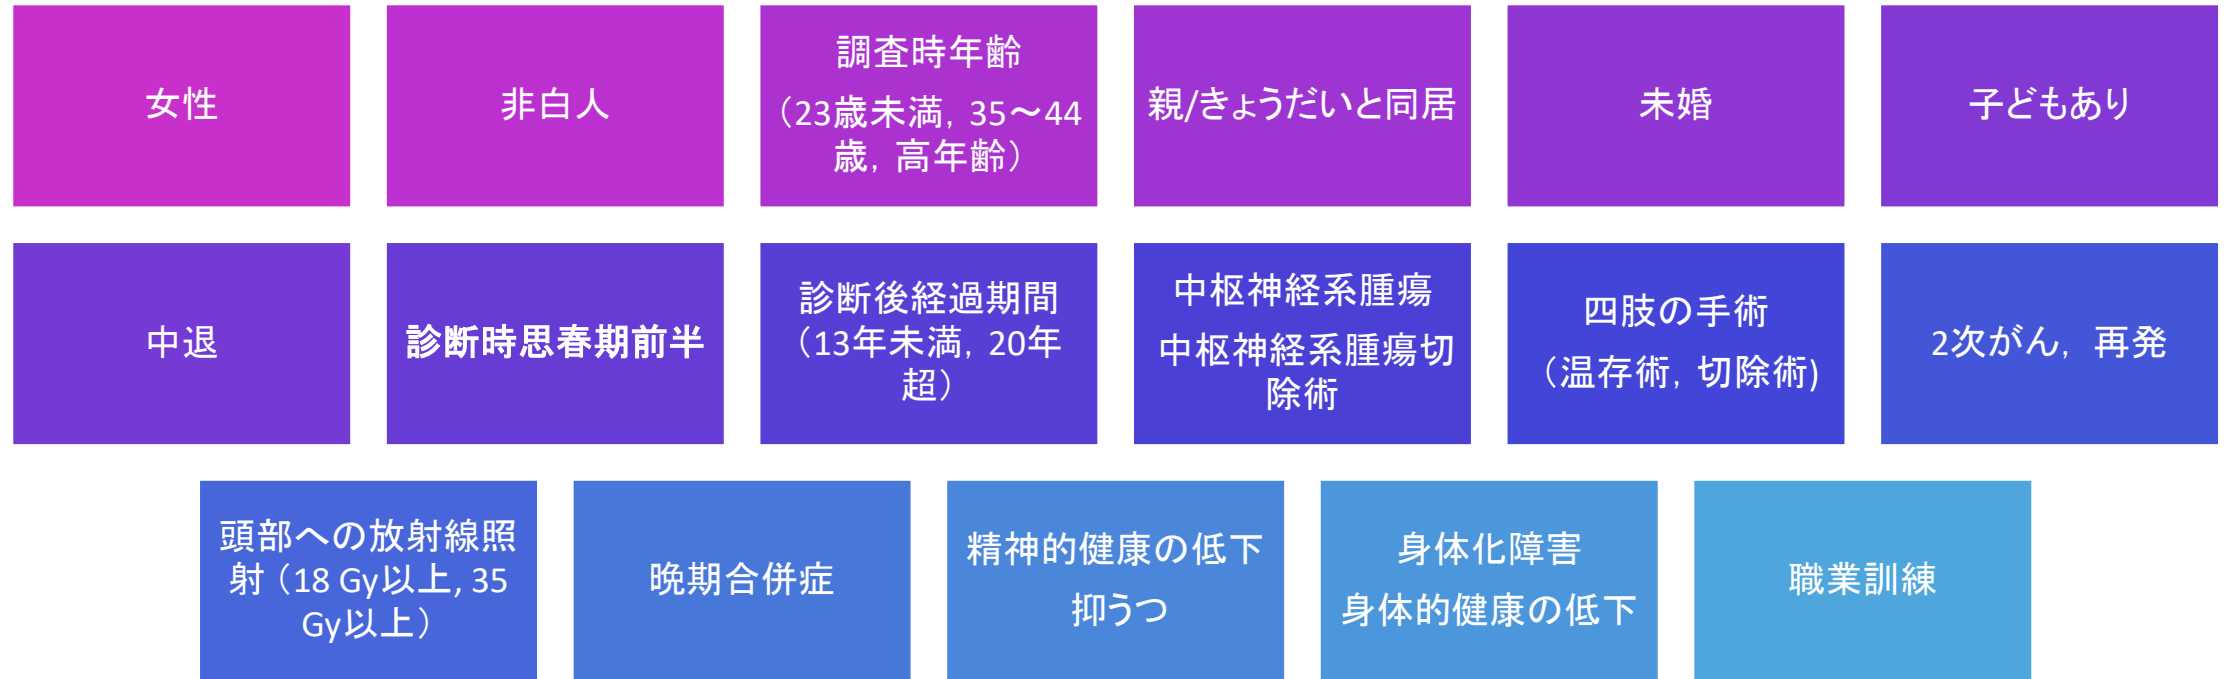 女性
非白人
調査時年齢
（23歳未満，35～44
歳，高年齢）
親/きょうだいと同居
未婚
子どもあり
中退
診断時思春期前半
診断後経過期間
（13年未満，20年
超）
中枢神経系腫瘍
中枢神経系腫瘍切
除術
四肢の手術
（温存術，切除術)
2次がん，再発
頭部への放射線照
射（18 Gy以上, 35
Gy以上）
晩期合併症
精神的健康の低下
抑うつ
身体化障害
身体的健康の低下
職業訓練